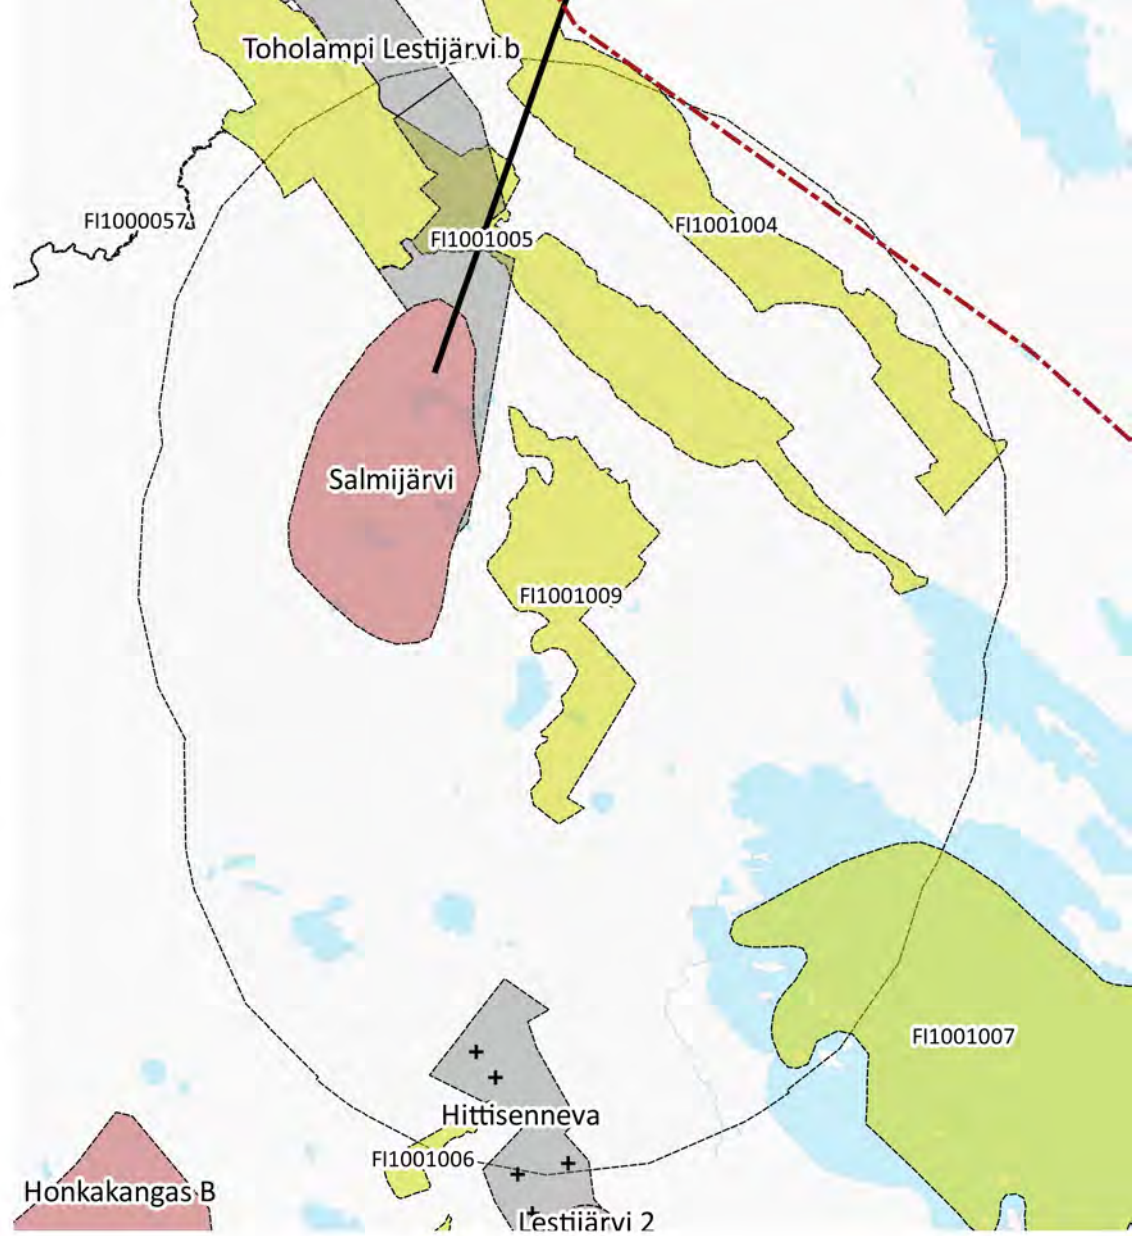 Toholampi Lestijärvi b
FI1000057
FI1001004
FI1001005
Salmijärvi
FI1001009
FI1001007
Hittisenneva
FI1001006
Honkakangas B
Lestijärvi 2